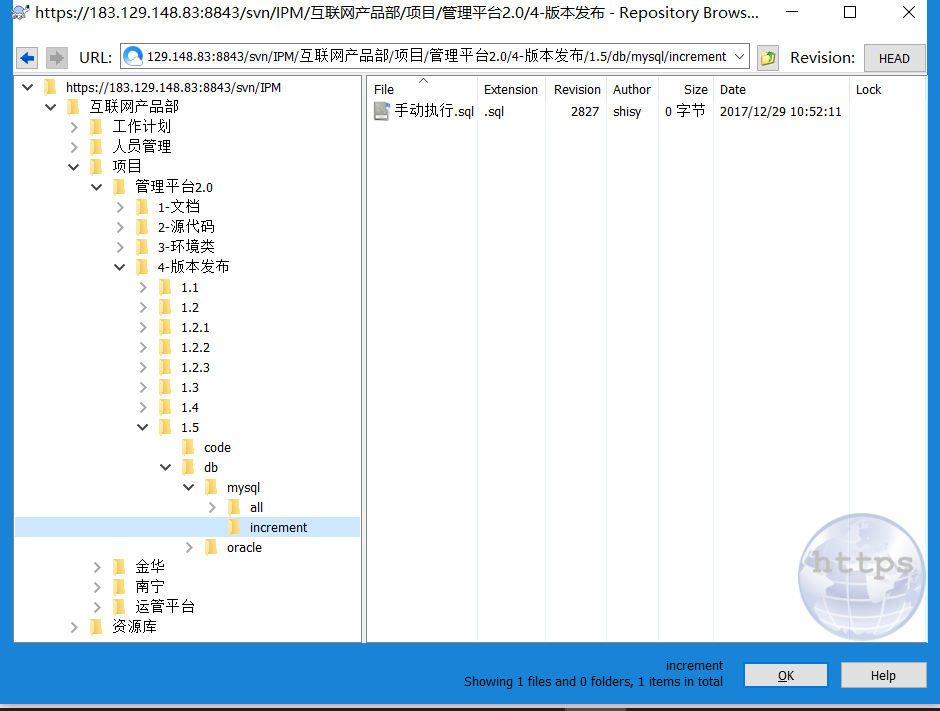 https://183.129.148.83:8843/svn/IPM/互联网产品部/项目/管理平台2.0/4-版本发布 - Repository Brows...
URL: 129.148.83:8843/svn/IPM/互联网产品部/项目/管理平台2.0/4-版本发布/1.5/db/mysql/increment Revision: HEAD
https://183.129.148.83:8843/svn/IPM
互联网产品部
工作计划
人员管理
项目
管理平台2.0
1-文档
2-源代码
3-环境类
4-版本发布
1.1
1.2
1.2.1
1.2.2
1.2.3
1.3
1.4
1.5
code
db
mysql
all
increment
oracle
金华
南宁
运管平台
资源库
File Extension Revision Author Size Date Lock
手动执行.sql .sql 2827 shisy 0 字节 2017/12/29 10:52:11
https
increment
Showing 1 files and 0 folders, 1 items in total
OK Help